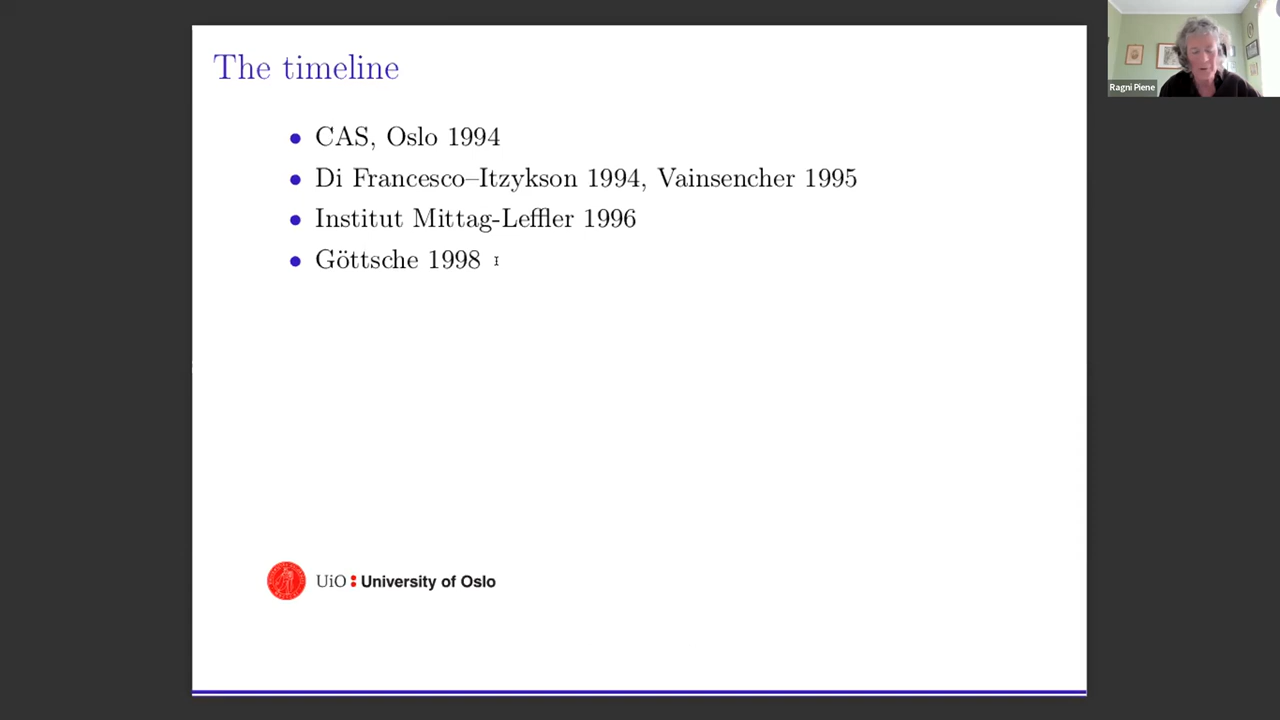 The timeline
• CAS, Oslo 1994
• Di Francesco–Itzykson 1994, Vainsencher 1995
• Institut Mittag-Leffler 1996
• Göttsche 1998
UiO : University of Oslo
Ragni Piene